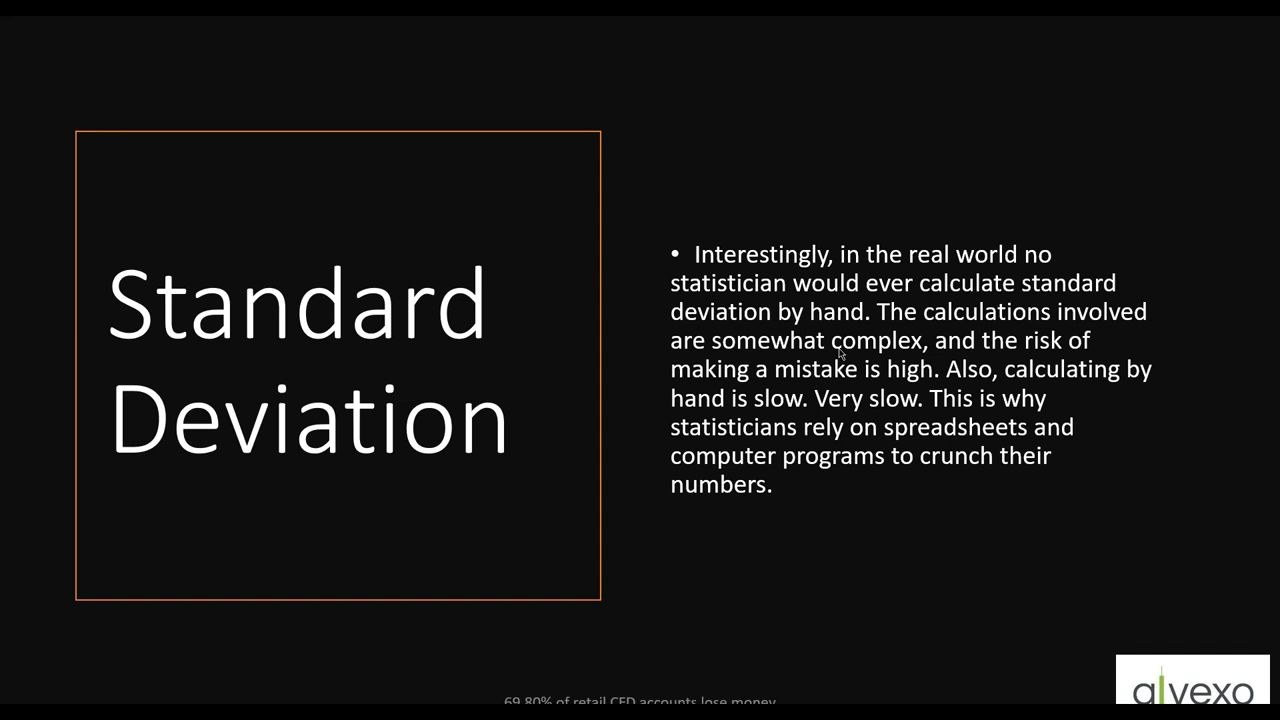 Standard
Deviation
• Interestingly, in the real world no
statistician would ever calculate standard
deviation by hand. The calculations involved
are somewhat complex, and the risk of
making a mistake is high. Also, calculating by
hand is slow. Very slow. This is why
statisticians rely on spreadsheets and
computer programs to crunch their
numbers.
69.80% of retail CFD accounts lose money
alvexo